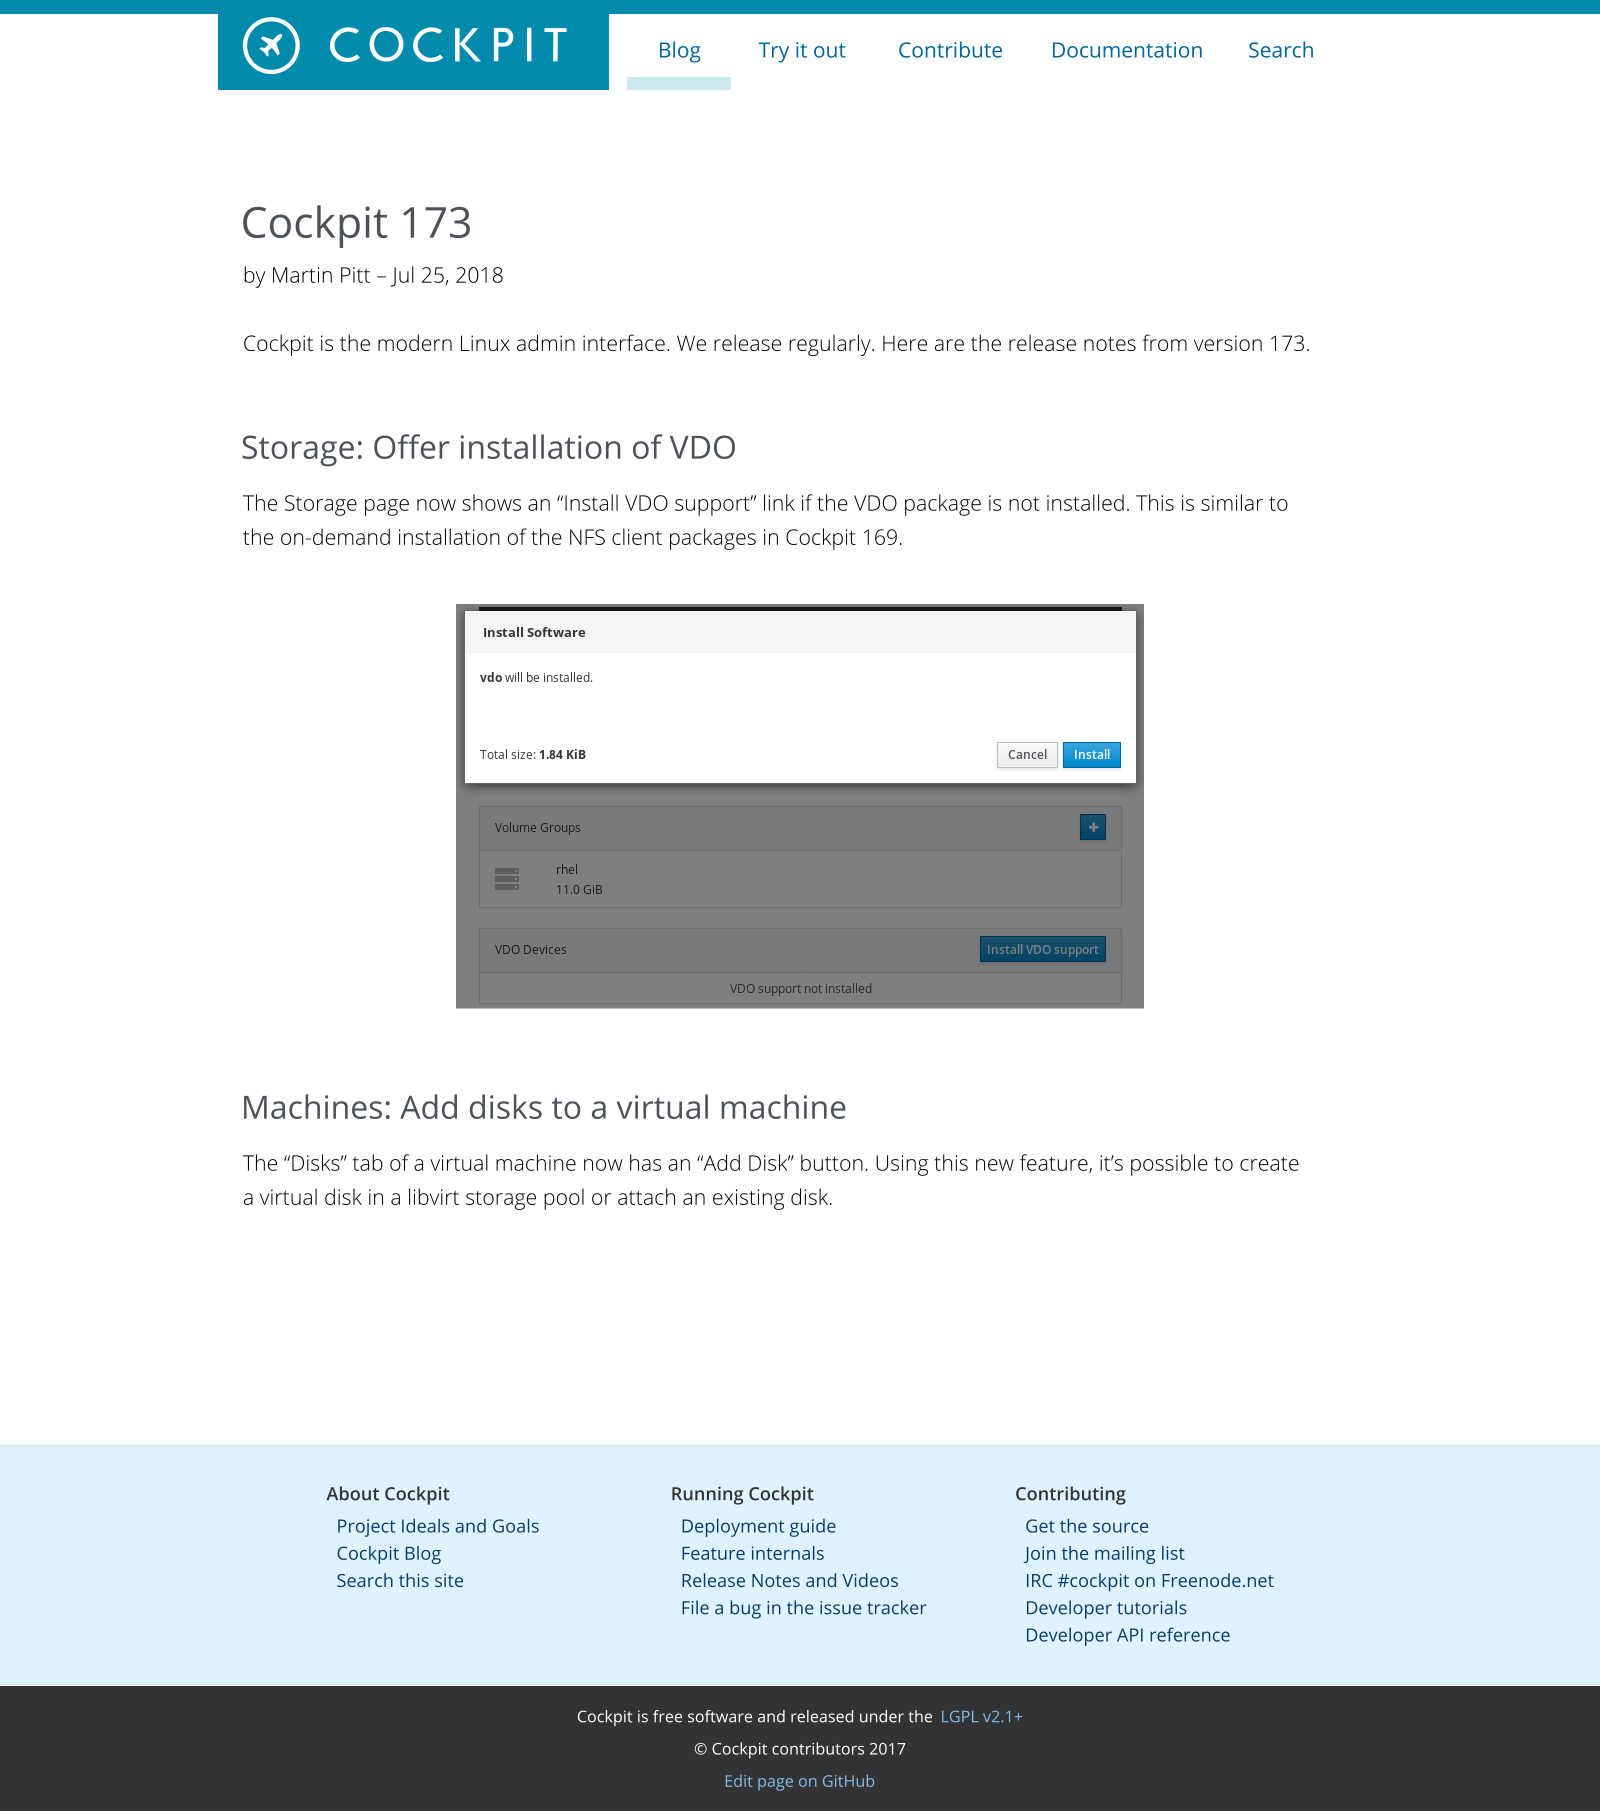 COCKPIT
Blog Try it out Contribute Documentation Search
Cockpit 173
by Martin Pitt – Jul 25, 2018
Cockpit is the modern Linux admin interface. We release regularly. Here are the release notes from version 173.
Storage: Offer installation of VDO
The Storage page now shows an “Install VDO support” link if the VDO package is not installed. This is similar to
the on-demand installation of the NFS client packages in Cockpit 169.
Install Software
vdo will be installed.
Total size: 1.84 KiB Cancel Install
Volume Groups
rhel
11.0 GiB
VDO Devices Install VDO support
VDO support not installed
Machines: Add disks to a virtual machine
The “Disks” tab of a virtual machine now has an “Add Disk” button. Using this new feature, it’s possible to create
a virtual disk in a libvirt storage pool or attach an existing disk.
About Cockpit
Project Ideals and Goals
Cockpit Blog
Search this site
Running Cockpit
Deployment guide
Feature internals
Release Notes and Videos
File a bug in the issue tracker
Contributing
Get the source
Join the mailing list
IRC #cockpit on Freenode.net
Developer tutorials
Developer API reference
Cockpit is free software and released under the LGPL v2.1+
© Cockpit contributors 2017
Edit page on GitHub